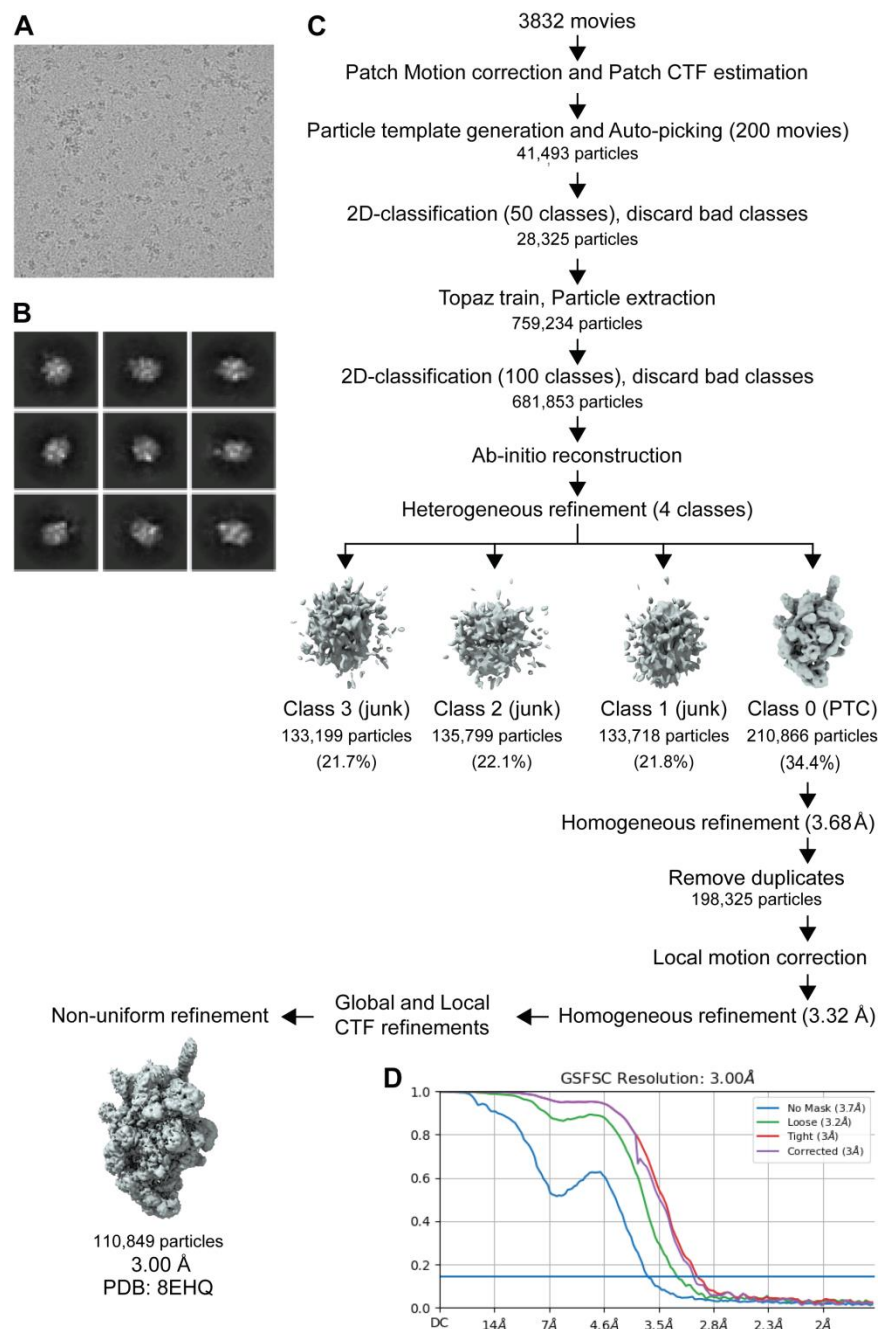 A
C
3832 movies
Patch Motion correction and Patch CTF estimation
Particle template generation and Auto-picking (200 movies)
41,493 particles
2D-classification (50 classes), discard bad classes
28,325 particles
Topaz train, Particle extraction
759,234 particles
B
2D-classification (100 classes), discard bad classes
681,853 particles
Ab-initio reconstruction
Heterogeneous refinement (4 classes)
Class 3 (junk) Class 2 (junk) Class 1 (junk) Class 0 (PTC)
133,199 particles 135,799 particles 133,718 particles 210,866 particles
(21.7%) (22.1%) (21.8%) (34.4%)
Homogeneous refinement (3.68Å)
Remove duplicates
198,325 particles
Local motion correction
Homogeneous refinement (3.32 Å)
Global and Local
CTF refinements
Non-uniform refinement
110,849 particles
3.00 Å
PDB: 8EHQ
D
GSFSC Resolution: 3.00Å
No Mask (3.7Å)
Loose (3.2Å)
Tight (3Å)
Corrected (3Å)
1.0
0.8
0.6
0.4
0.2
0.0
DC 14Å 7Å 4.6Å 3.5Å 2.8Å 2.3Å 2Å